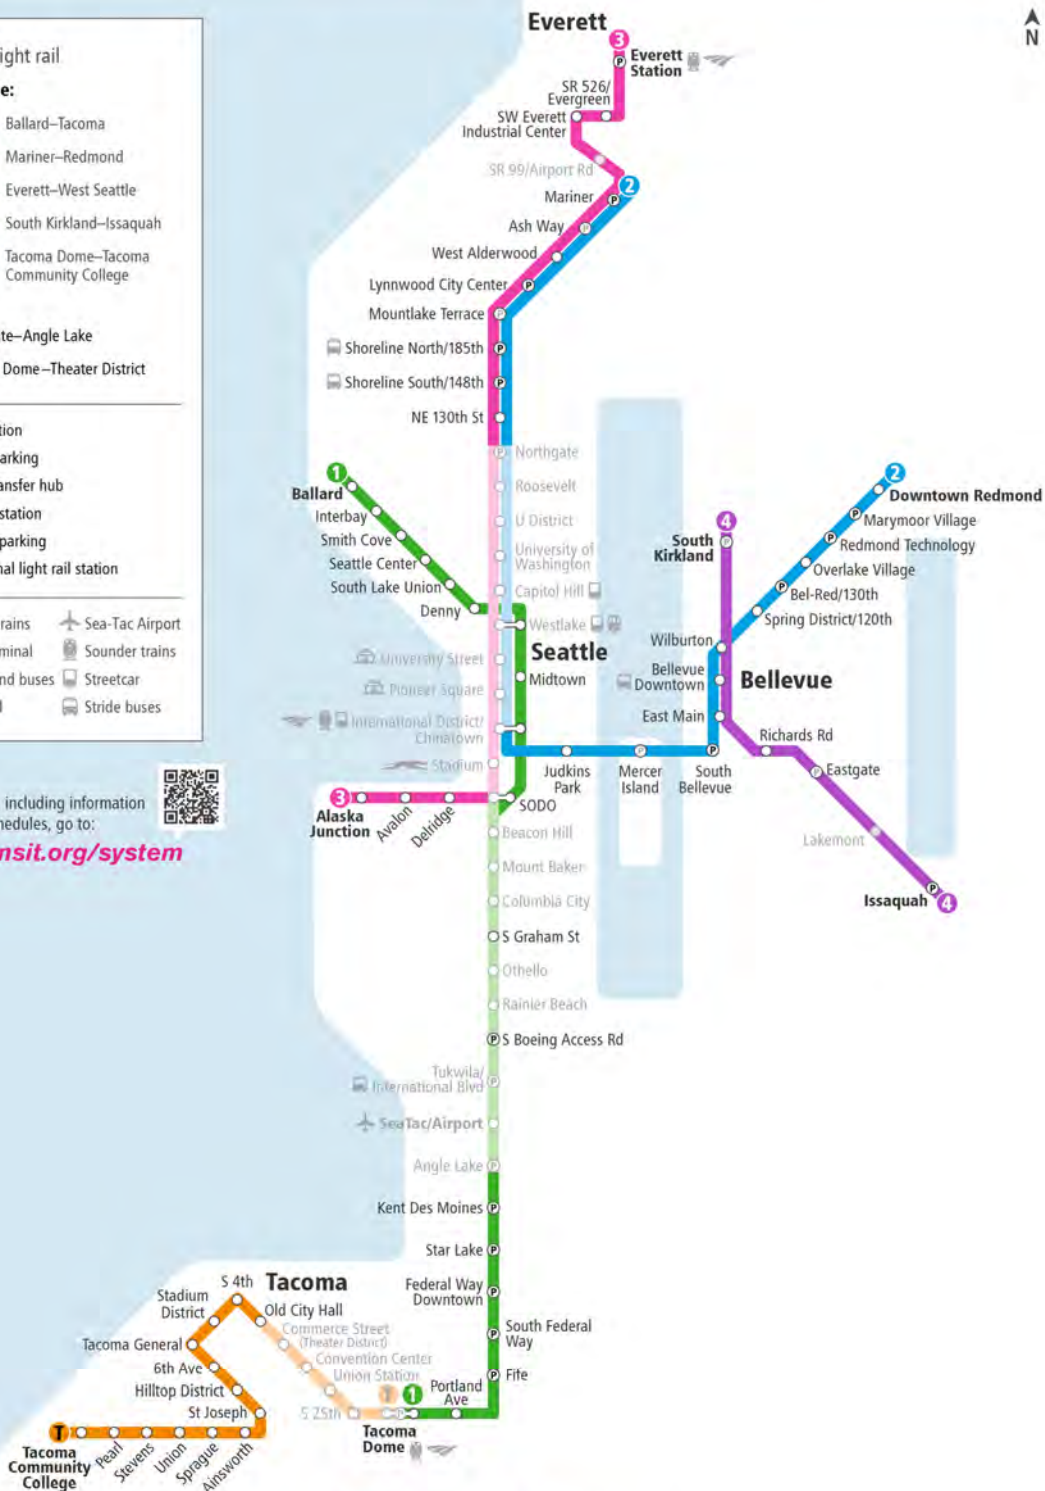 ight rail
e:
Ballard–Tacoma
Mariner–Redmond
Everett–West Seattle
South Kirkland–Issaquah
Tacoma Dome–Tacoma
Community College
te–Angle Lake
Dome–Theater District
tion
arking
ansfer hub
station
parking
nal light rail station
rains
Sea-Tac Airport
minal
Sounder trains
nd buses
Streetcar
l
Stride buses
including information
hedules, go to:
nsit.org/system
N
Everett
3
Everett
Station
SR 526/
Evergreen
SW Everett
Industrial Center
SR 99/Airport Rd
2
Mariner
Ash Way
West Alderwood
Lynnwood City Center
Mountlake Terrace
Shoreline North/185th
Shoreline South/148th
NE 130th St
Northgate
Roosevelt
U District
University of
Washington
Capitol Hill
Westlake
1
Ballard
Interbay
Smith Cove
Seattle Center
South Lake Union
Denny
University Street
Pioneer Square
International District/
Chinatown
Stadium
Seattle
Midtown
2
Downtown Redmond
Marymoor Village
Redmond Technology
Overlake Village
Bel-Red/130th
Spring District/120th
4
South
Kirkland
Wilburton
Bellevue
Downtown
Bellevue
East Main
Richards Rd
Eastgate
Lakemont
Issaquah
4
Judkins
Park
Mercer
Island
South
Bellevue
3
Alaska
Junction
Avalon
Delridge
SODO
Beacon Hill
Mount Baker
Columbia City
S Graham St
Othello
Rainier Beach
S Boeing Access Rd
Tukwila/
International Blvd
SeaTac/Airport
Angle Lake
Kent Des Moines
Star Lake
Federal Way
Downtown
South Federal
Way
Fife
Portland
Ave
1
T
Tacoma
Dome
Tacoma
S 4th
Stadium
District
Old City Hall
Commerce Street
(Theater District)
Convention Center
Union Station
S 25th
Tacoma General
6th Ave
Hilltop District
St Joseph
T
Tacoma
Community
College
Pearl
Stevens
Union
Sprague
Ainsworth